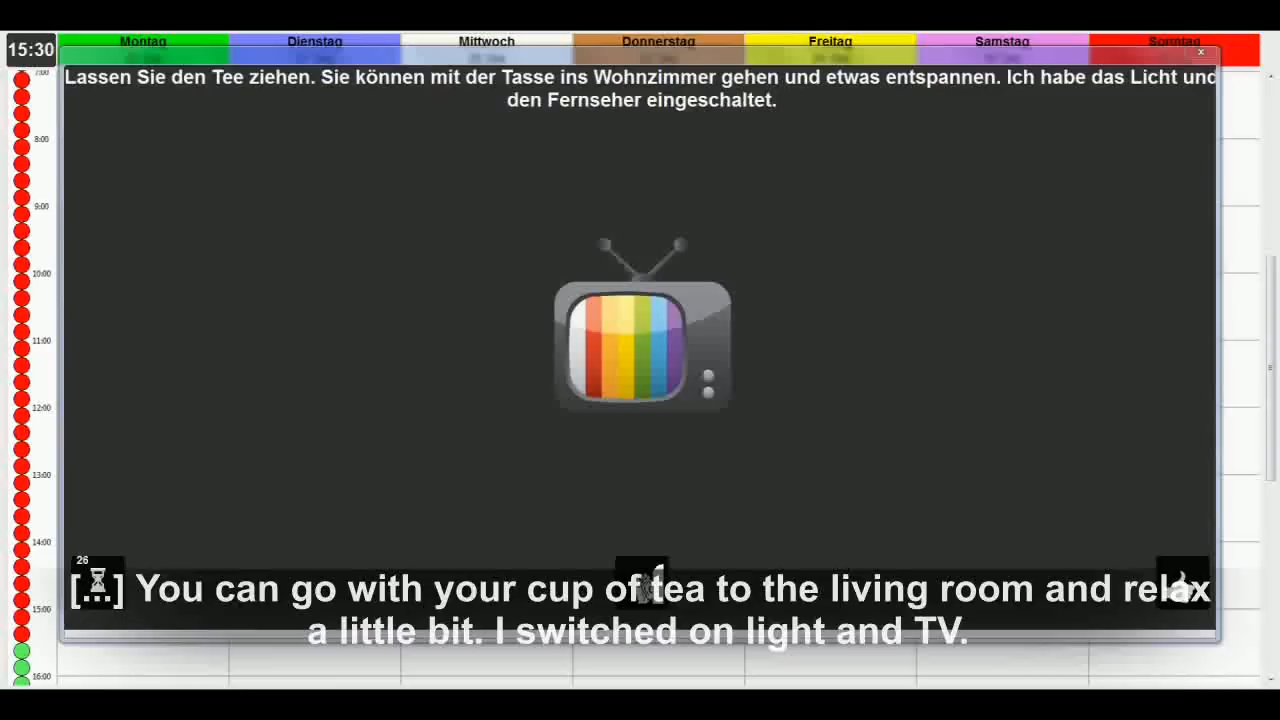 15:30
Montag Dienstag Mittwoch Donnerstag Freitag Samstag Sonntag
Lassen Sie den Tee ziehen. Sie können mit der Tasse ins Wohnzimmer gehen und etwas entspannen. Ich habe das Licht und
den Fernseher eingeschaltet.
7:00
8:00
9:00
10:00
11:00
12:00
13:00
14:00
26
[...] You can go with your cup of tea to the living room and relax
15:00
a little bit. I switched on light and TV.
16:00